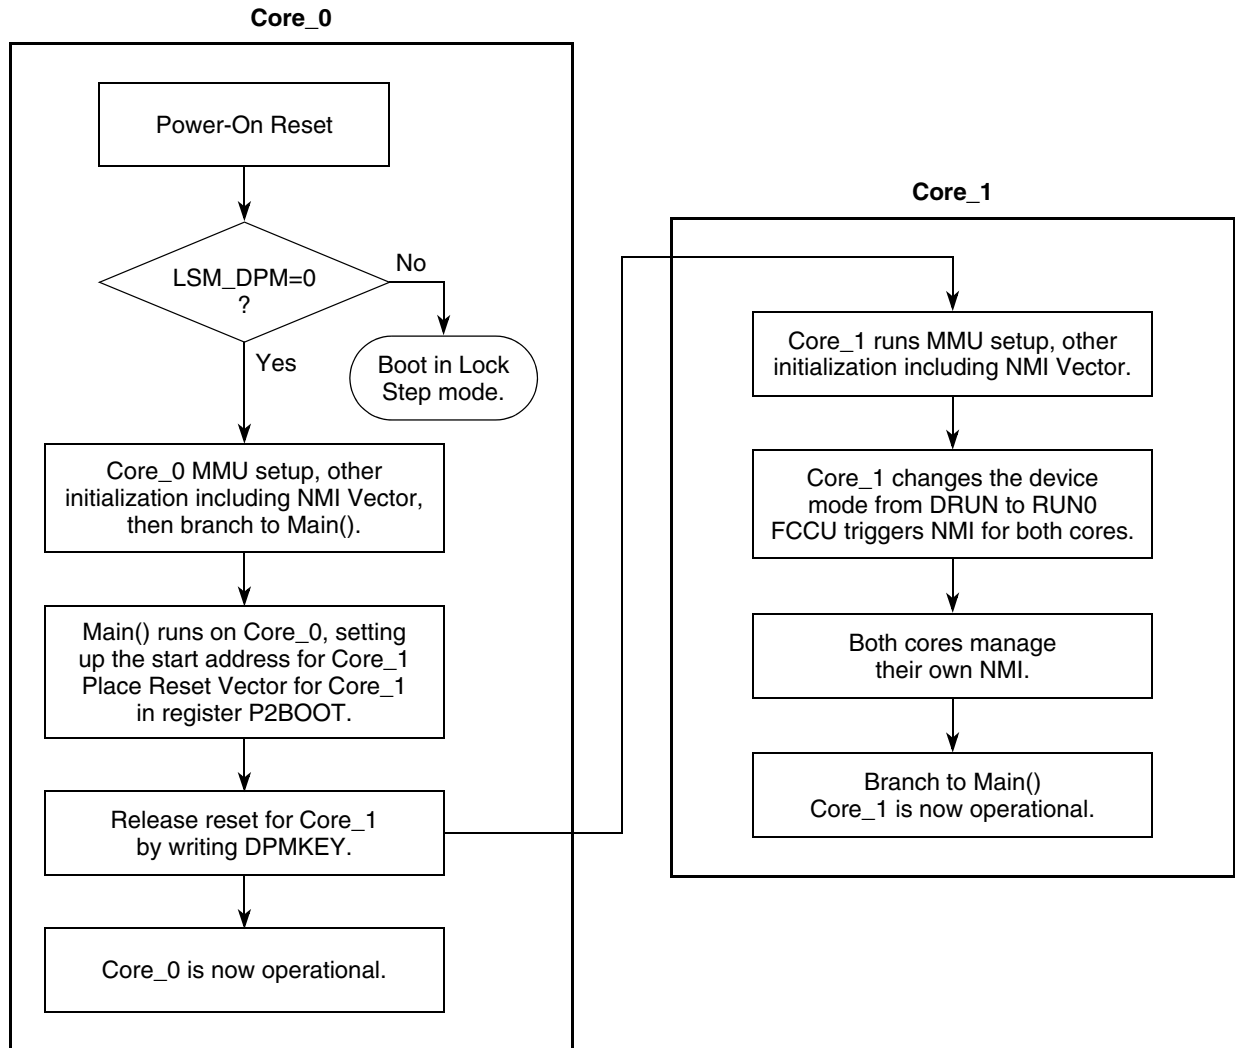 Core_0
Power-On Reset
LSM_DPM=0
?
No
Yes
Boot in Lock
Step mode.
Core_0 MMU setup, other
initialization including NMI Vector,
then branch to Main().
Main() runs on Core_0, setting
up the start address for Core_1
Place Reset Vector for Core_1
in register P2BOOT.
Release reset for Core_1
by writing DPMKEY.
Core_0 is now operational.
Core_1
Core_1 runs MMU setup, other
initialization including NMI Vector.
Core_1 changes the device
mode from DRUN to RUN0
FCCU triggers NMI for both cores.
Both cores manage
their own NMI.
Branch to Main()
Core_1 is now operational.